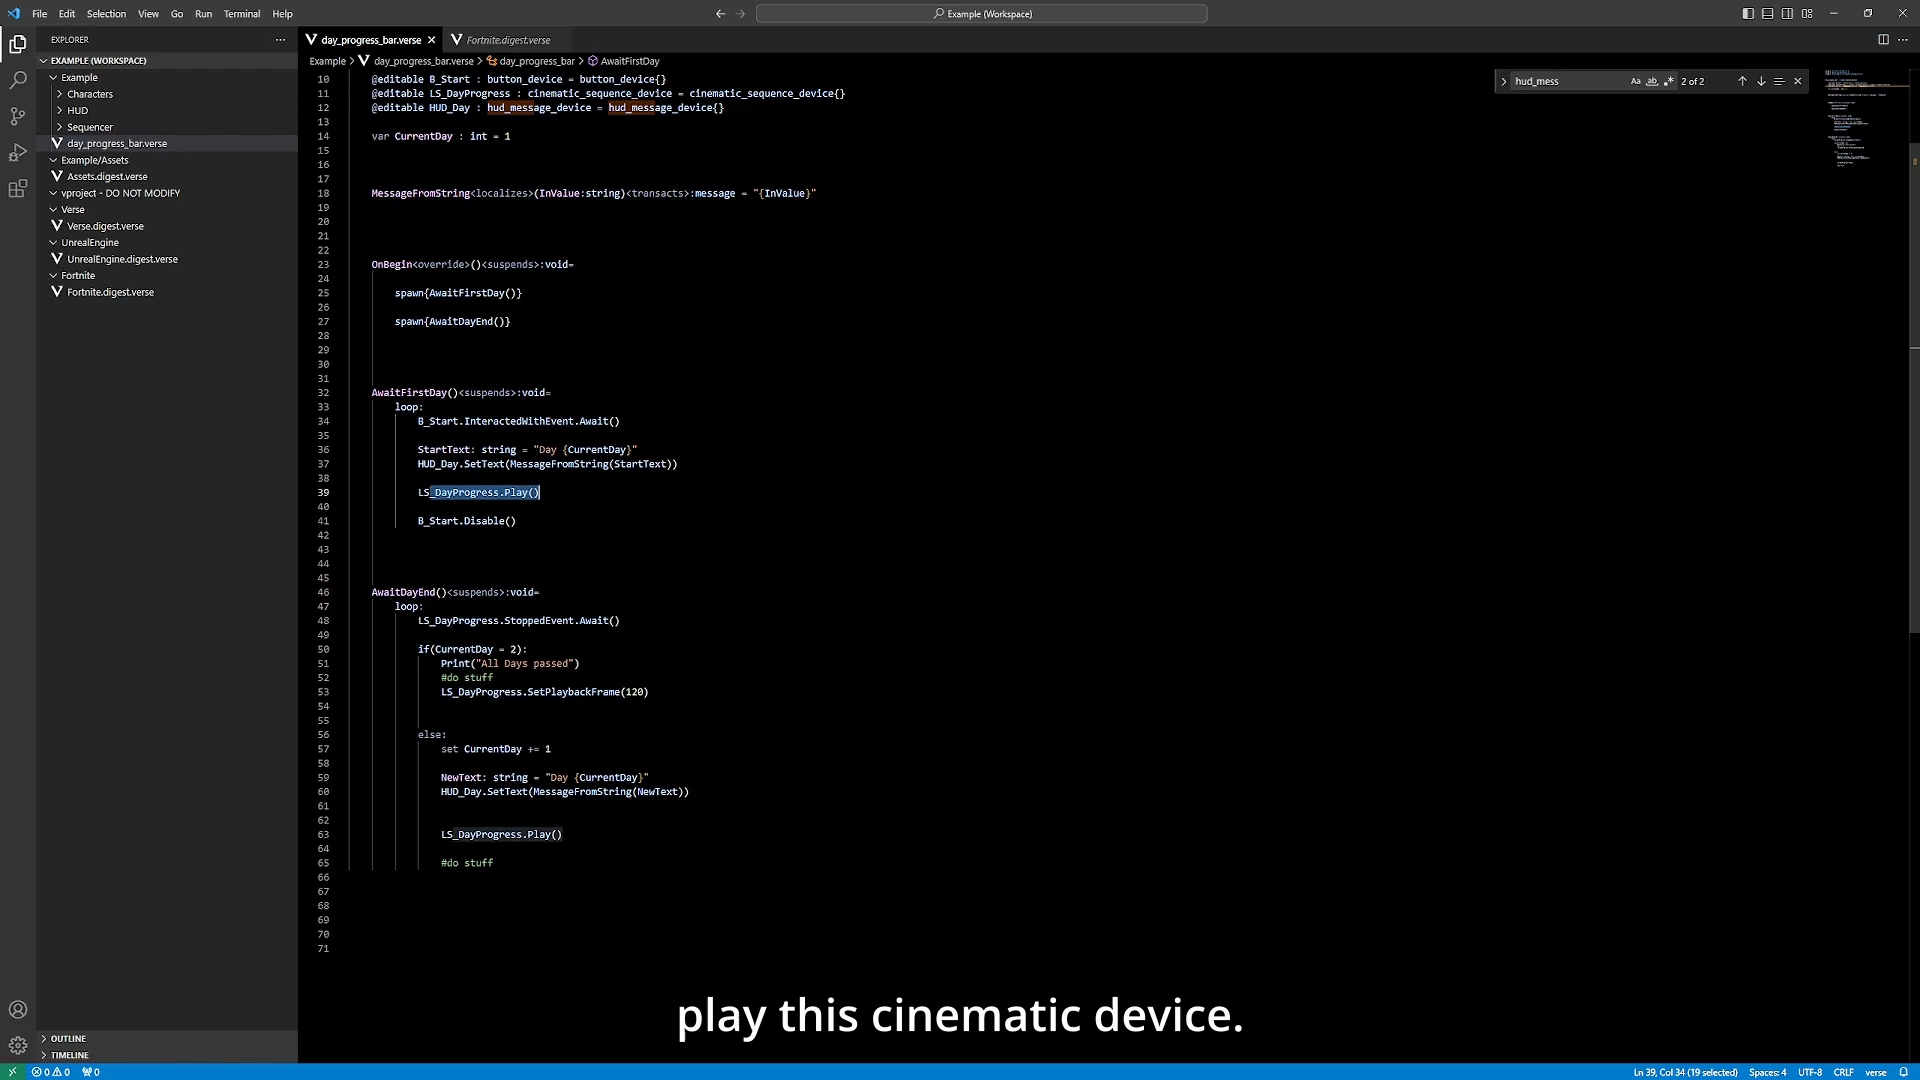 File Edit Selection View Go Run Terminal Help
Example (Workspace)
EXPLORER
EXAMPLE (WORKSPACE)
Example
Characters
HUD
Sequencer
day_progress_bar.verse
Example/Assets
Assets.digest.verse
vproject - DO NOT MODIFY
Verse
Verse.digest.verse
UnrealEngine
UnrealEngine.digest.verse
Fortnite
Fortnite.digest.verse
OUTLINE
TIMELINE
day_progress_bar.verse Fortnite.digest.verse
Example > day_progress_bar.verse > day_progress_bar > AwaitFirstDay
hud_mess Aa ab .* 2 of 2
10 @editable B_Start : button_device = button_device{}
11 @editable LS_DayProgress : cinematic_sequence_device = cinematic_sequence_device{}
12 @editable HUD_Day : hud_message_device = hud_message_device{}
13
14 var CurrentDay : int = 1
15
16
17
18 MessageFromString<localizes>(InValue:string)<transacts>:message = "{InValue}"
19
20
21
22
23 OnBegin<override>()<suspends>:void=
24
25 spawn{AwaitFirstDay()}
26
27 spawn{AwaitDayEnd()}
28
29
30
31
32 AwaitFirstDay()<suspends>:void=
33 loop:
34 B_Start.InteractedWithEvent.Await()
35
36 StartText: string = "Day {CurrentDay}"
37 HUD_Day.SetText(MessageFromString(StartText))
38
39 LS_DayProgress.Play()
40
41 B_Start.Disable()
42
43
44
45
46 AwaitDayEnd()<suspends>:void=
47 loop:
48 LS_DayProgress.StoppedEvent.Await()
49
50 if(CurrentDay = 2):
51 Print("All Days passed")
52 #do stuff
53 LS_DayProgress.SetPlaybackFrame(120)
54
55
56 else:
57 set CurrentDay += 1
58
59 NewText: string = "Day {CurrentDay}"
60 HUD_Day.SetText(MessageFromString(NewText))
61
62
63 LS_DayProgress.Play()
64
65 #do stuff
66
67
68
69
70
71
play this cinematic device.
0 0 0 Ln 39, Col 34 (19 selected) Spaces: 4 UTF-8 CRLF verse